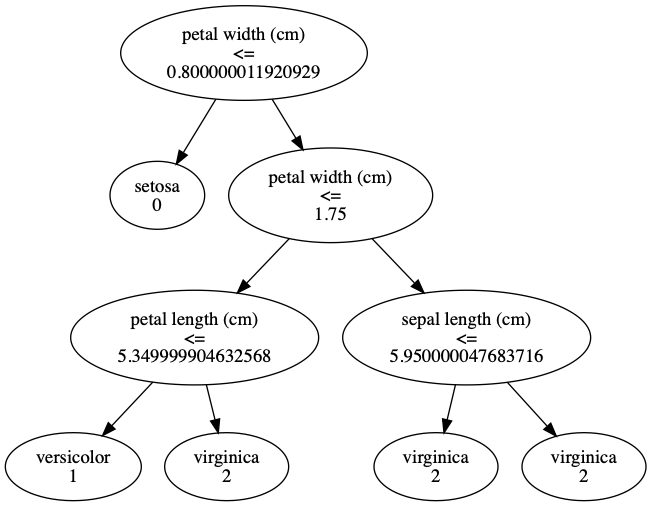 petal width (cm)
<=
0.800000011920929
setosa
0
petal width (cm)
<=
1.75
petal length (cm)
<=
5.349999904632568
sepal length (cm)
<=
5.950000047683716
versicolor
1
virginica
2
virginica
2
virginica
2